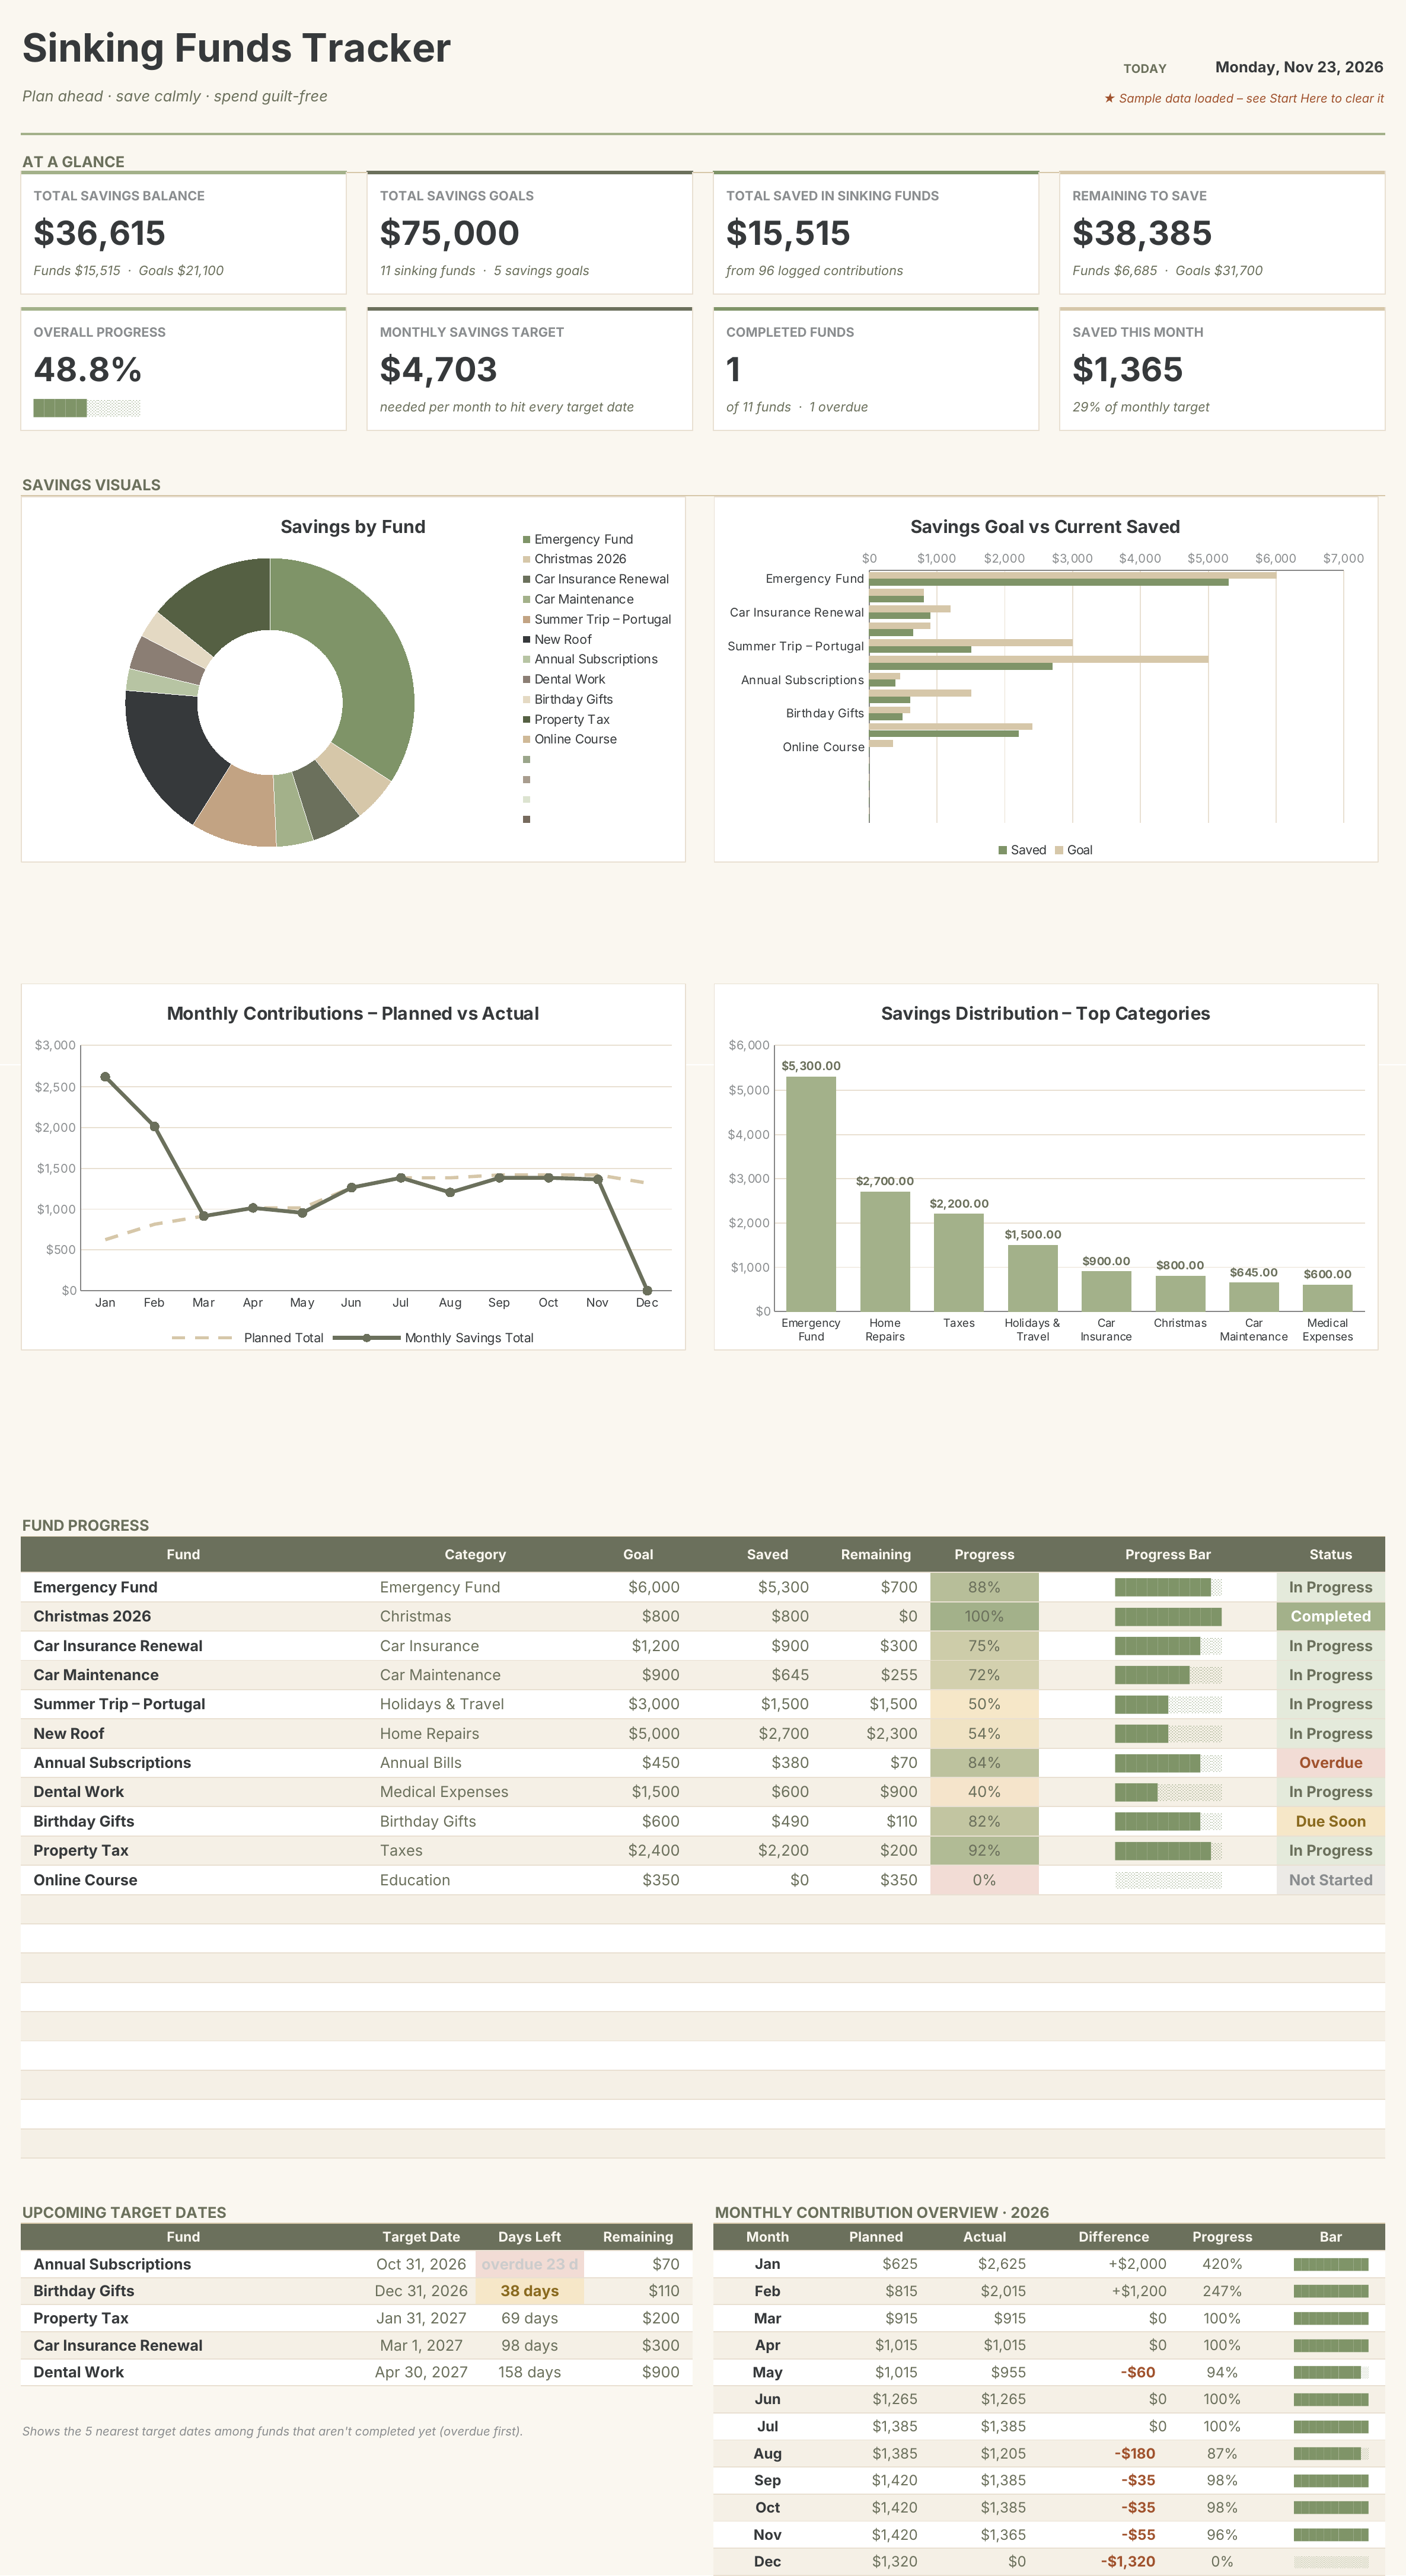 Sinking Funds Tracker
Plan ahead · save calmly · spend guilt-free
TODAY Monday, Nov 23, 2026
★ Sample data loaded – see Start Here to clear it
AT A GLANCE
TOTAL SAVINGS BALANCE
$36,615
Funds $15,515 · Goals $21,100
TOTAL SAVINGS GOALS
$75,000
11 sinking funds · 5 savings goals
TOTAL SAVED IN SINKING FUNDS
$15,515
from 96 logged contributions
REMAINING TO SAVE
$38,385
Funds $6,685 · Goals $31,700
OVERALL PROGRESS
48.8%
MONTHLY SAVINGS TARGET
$4,703
needed per month to hit every target date
COMPLETED FUNDS
1
of 11 funds · 1 overdue
SAVED THIS MONTH
$1,365
29% of monthly target
SAVINGS VISUALS
Savings by Fund
Emergency Fund
Christmas 2026
Car Insurance Renewal
Car Maintenance
Summer Trip – Portugal
New Roof
Annual Subscriptions
Dental Work
Birthday Gifts
Property Tax
Online Course
Savings Goal vs Current Saved
$0 $1,000 $2,000 $3,000 $4,000 $5,000 $6,000 $7,000
Emergency Fund
Car Insurance Renewal
Summer Trip – Portugal
Annual Subscriptions
Birthday Gifts
Online Course
Saved Goal
Monthly Contributions – Planned vs Actual
$3,000
$2,500
$2,000
$1,500
$1,000
$500
$0
Jan Feb Mar Apr May Jun Jul Aug Sep Oct Nov Dec
Planned Total Monthly Savings Total
Savings Distribution – Top Categories
$6,000
$5,000
$4,000
$3,000
$2,000
$1,000
$0
$5,300.00
$2,700.00
$2,200.00
$1,500.00
$900.00
$800.00
$645.00
$600.00
Emergency Fund
Home Repairs
Taxes
Holidays & Travel
Car Insurance
Christmas
Car Maintenance
Medical Expenses
FUND PROGRESS
Fund Category Goal Saved Remaining Progress Progress Bar Status
Emergency Fund Emergency Fund $6,000 $5,300 $700 88% In Progress
Christmas 2026 Christmas $800 $800 $0 100% Completed
Car Insurance Renewal Car Insurance $1,200 $900 $300 75% In Progress
Car Maintenance Car Maintenance $900 $645 $255 72% In Progress
Summer Trip – Portugal Holidays & Travel $3,000 $1,500 $1,500 50% In Progress
New Roof Home Repairs $5,000 $2,700 $2,300 54% In Progress
Annual Subscriptions Annual Bills $450 $380 $70 84% Overdue
Dental Work Medical Expenses $1,500 $600 $900 40% In Progress
Birthday Gifts Birthday Gifts $600 $490 $110 82% Due Soon
Property Tax Taxes $2,400 $2,200 $200 92% In Progress
Online Course Education $350 $0 $350 0% Not Started
UPCOMING TARGET DATES
Fund Target Date Days Left Remaining
Annual Subscriptions Oct 31, 2026 overdue 23 d $70
Birthday Gifts Dec 31, 2026 38 days $110
Property Tax Jan 31, 2027 69 days $200
Car Insurance Renewal Mar 1, 2027 98 days $300
Dental Work Apr 30, 2027 158 days $900
Shows the 5 nearest target dates among funds that aren't completed yet (overdue first).
MONTHLY CONTRIBUTION OVERVIEW · 2026
Month Planned Actual Difference Progress Bar
Jan $625 $2,625 +$2,000 420%
Feb $815 $2,015 +$1,200 247%
Mar $915 $915 $0 100%
Apr $1,015 $1,015 $0 100%
May $1,015 $955 -$60 94%
Jun $1,265 $1,265 $0 100%
Jul $1,385 $1,385 $0 100%
Aug $1,385 $1,205 -$180 87%
Sep $1,420 $1,385 -$35 98%
Oct $1,420 $1,385 -$35 98%
Nov $1,420 $1,365 -$55 96%
Dec $1,320 $0 -$1,320 0%